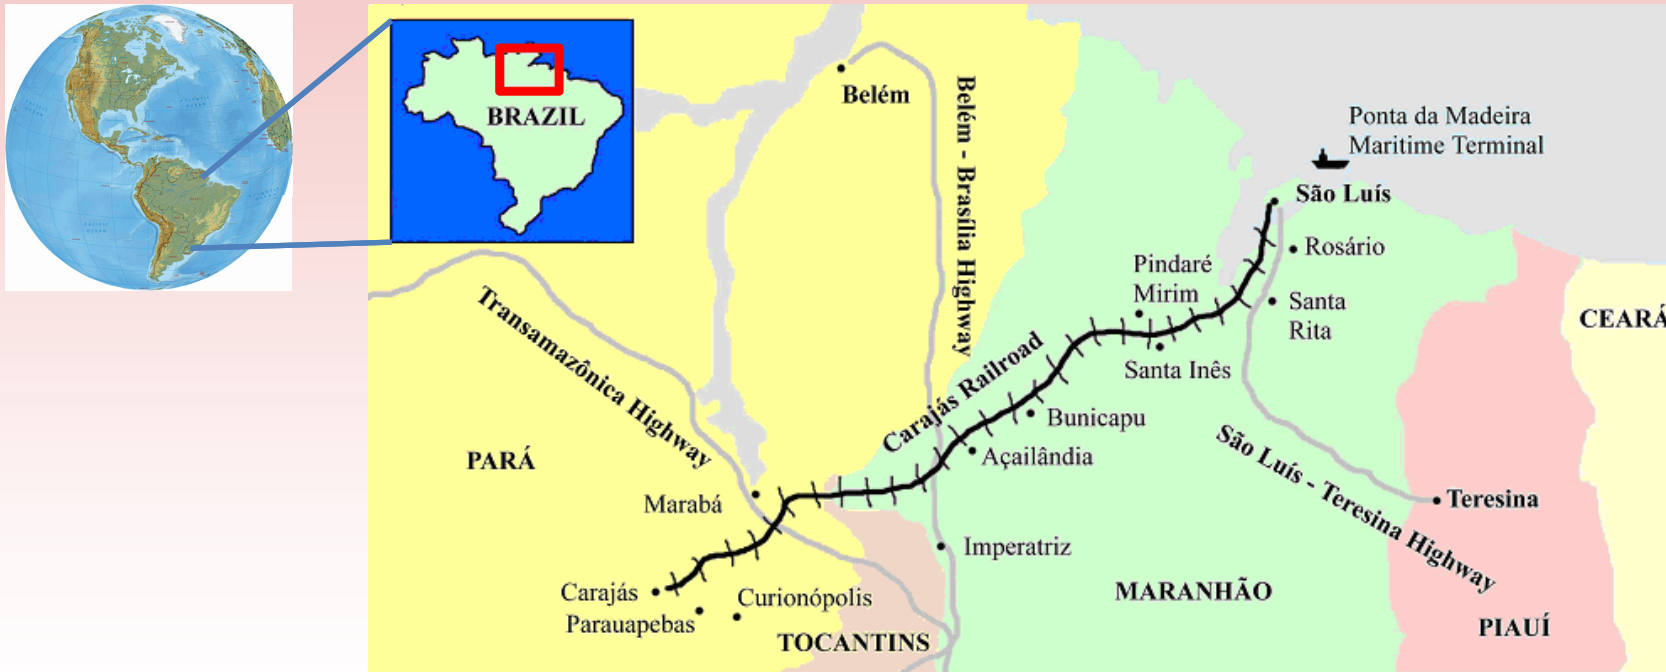 BRAZIL
Belém
Belém - Brasília Highway
Ponta da Madeira
Maritime Terminal
São Luís
Rosário
Pindaré
Mirim
Santa
Rita
CEARÁ
Transamazônica Highway
Carajás Railroad
Santa Inês
Bunicapu
Açailândia
São Luís - Teresina Highway
PARÁ
Marabá
Teresina
Imperatriz
Carajás
Curionópolis
Parauapebas
MARANHÃO
TOCANTINS
PIAUÍ